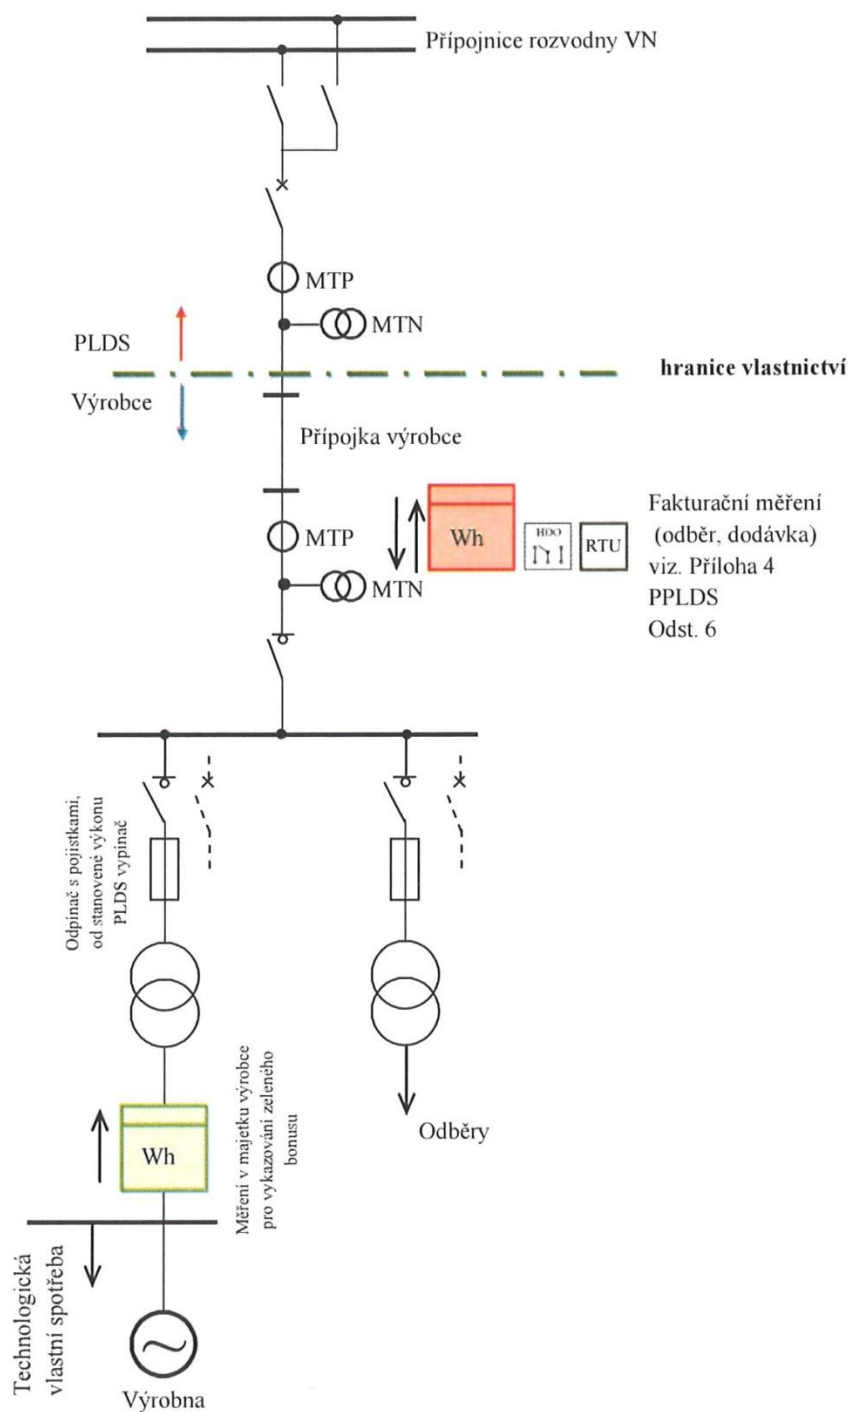 Přípojnice rozvodny VN
MTP
MTN
PLDS
hranice vlastnictví
Výrobce
Přípojka výrobce
Wh
HDO
RTU
Fakturační měření
(odběr, dodávka)
viz. Příloha 4
PPLDS
Odst. 6
MTP
MTN
Odpínač s pojistkami,
od stanovené výkonu
PLDS vypínač
Wh
Měření v majetku výrobce
pro vykazování zeleného
bonusu
Odběry
Technologická
vlastní spotřeba
Výrobna